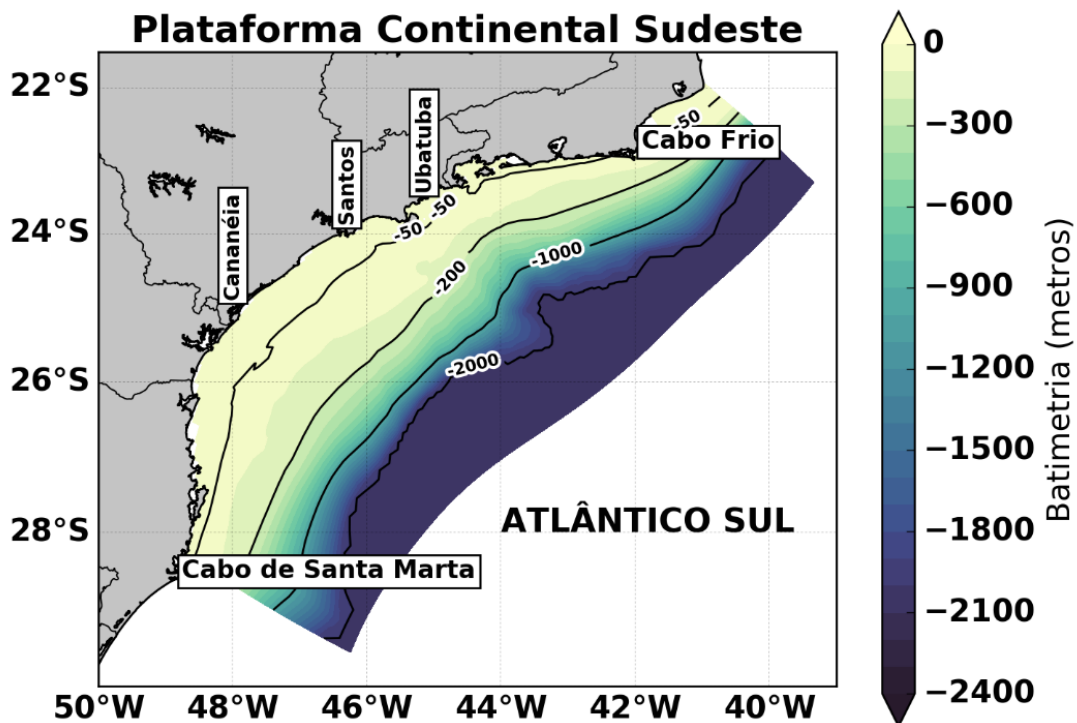 Plataforma Continental Sudeste
22°S
24°S
26°S
28°S
50°W
48°W
46°W
44°W
42°W
40°W
Cananéia
Santos
Ubatuba
Cabo Frio
Cabo de Santa Marta
-50
-50
-50
-200
-1000
-2000
ATLÂNTICO SUL
0
−300
−600
−900
−1200
−1500
−1800
−2100
−2400
Batimetria (metros)